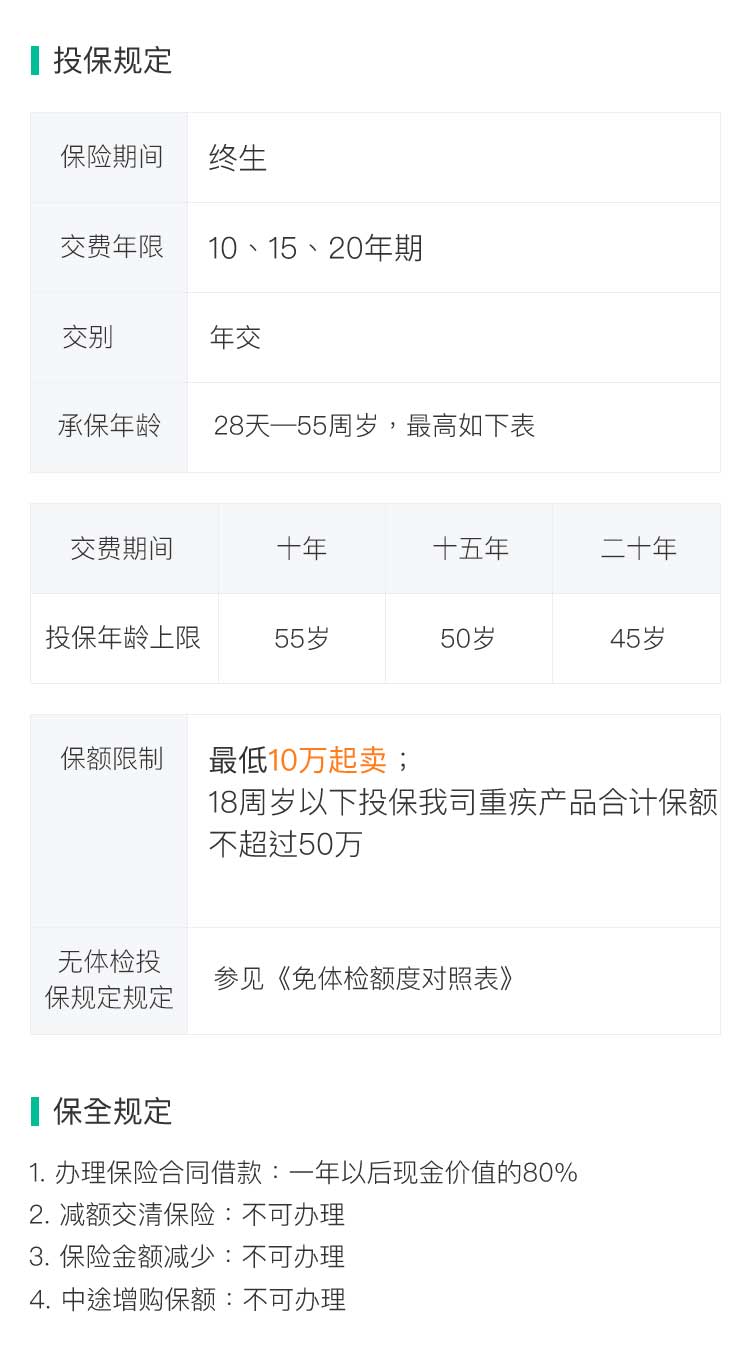 投保规定
保险期间 终生
交费年限 10、15、20年期
交别 年交
承保年龄 28天—55周岁，最高如下表
交费期间 十年 十五年 二十年
投保年龄上限 55岁 50岁 45岁
保额限制 最低10万起卖；
18周岁以下投保我司重疾产品合计保额
不超过50万
无体检投
保规定规定 参见《免体检额度对照表》
保全规定
1. 办理保险合同借款：一年以后现金价值的80%
2. 减额交清保险：不可办理
3. 保险金额减少：不可办理
4. 中途增购保额：不可办理